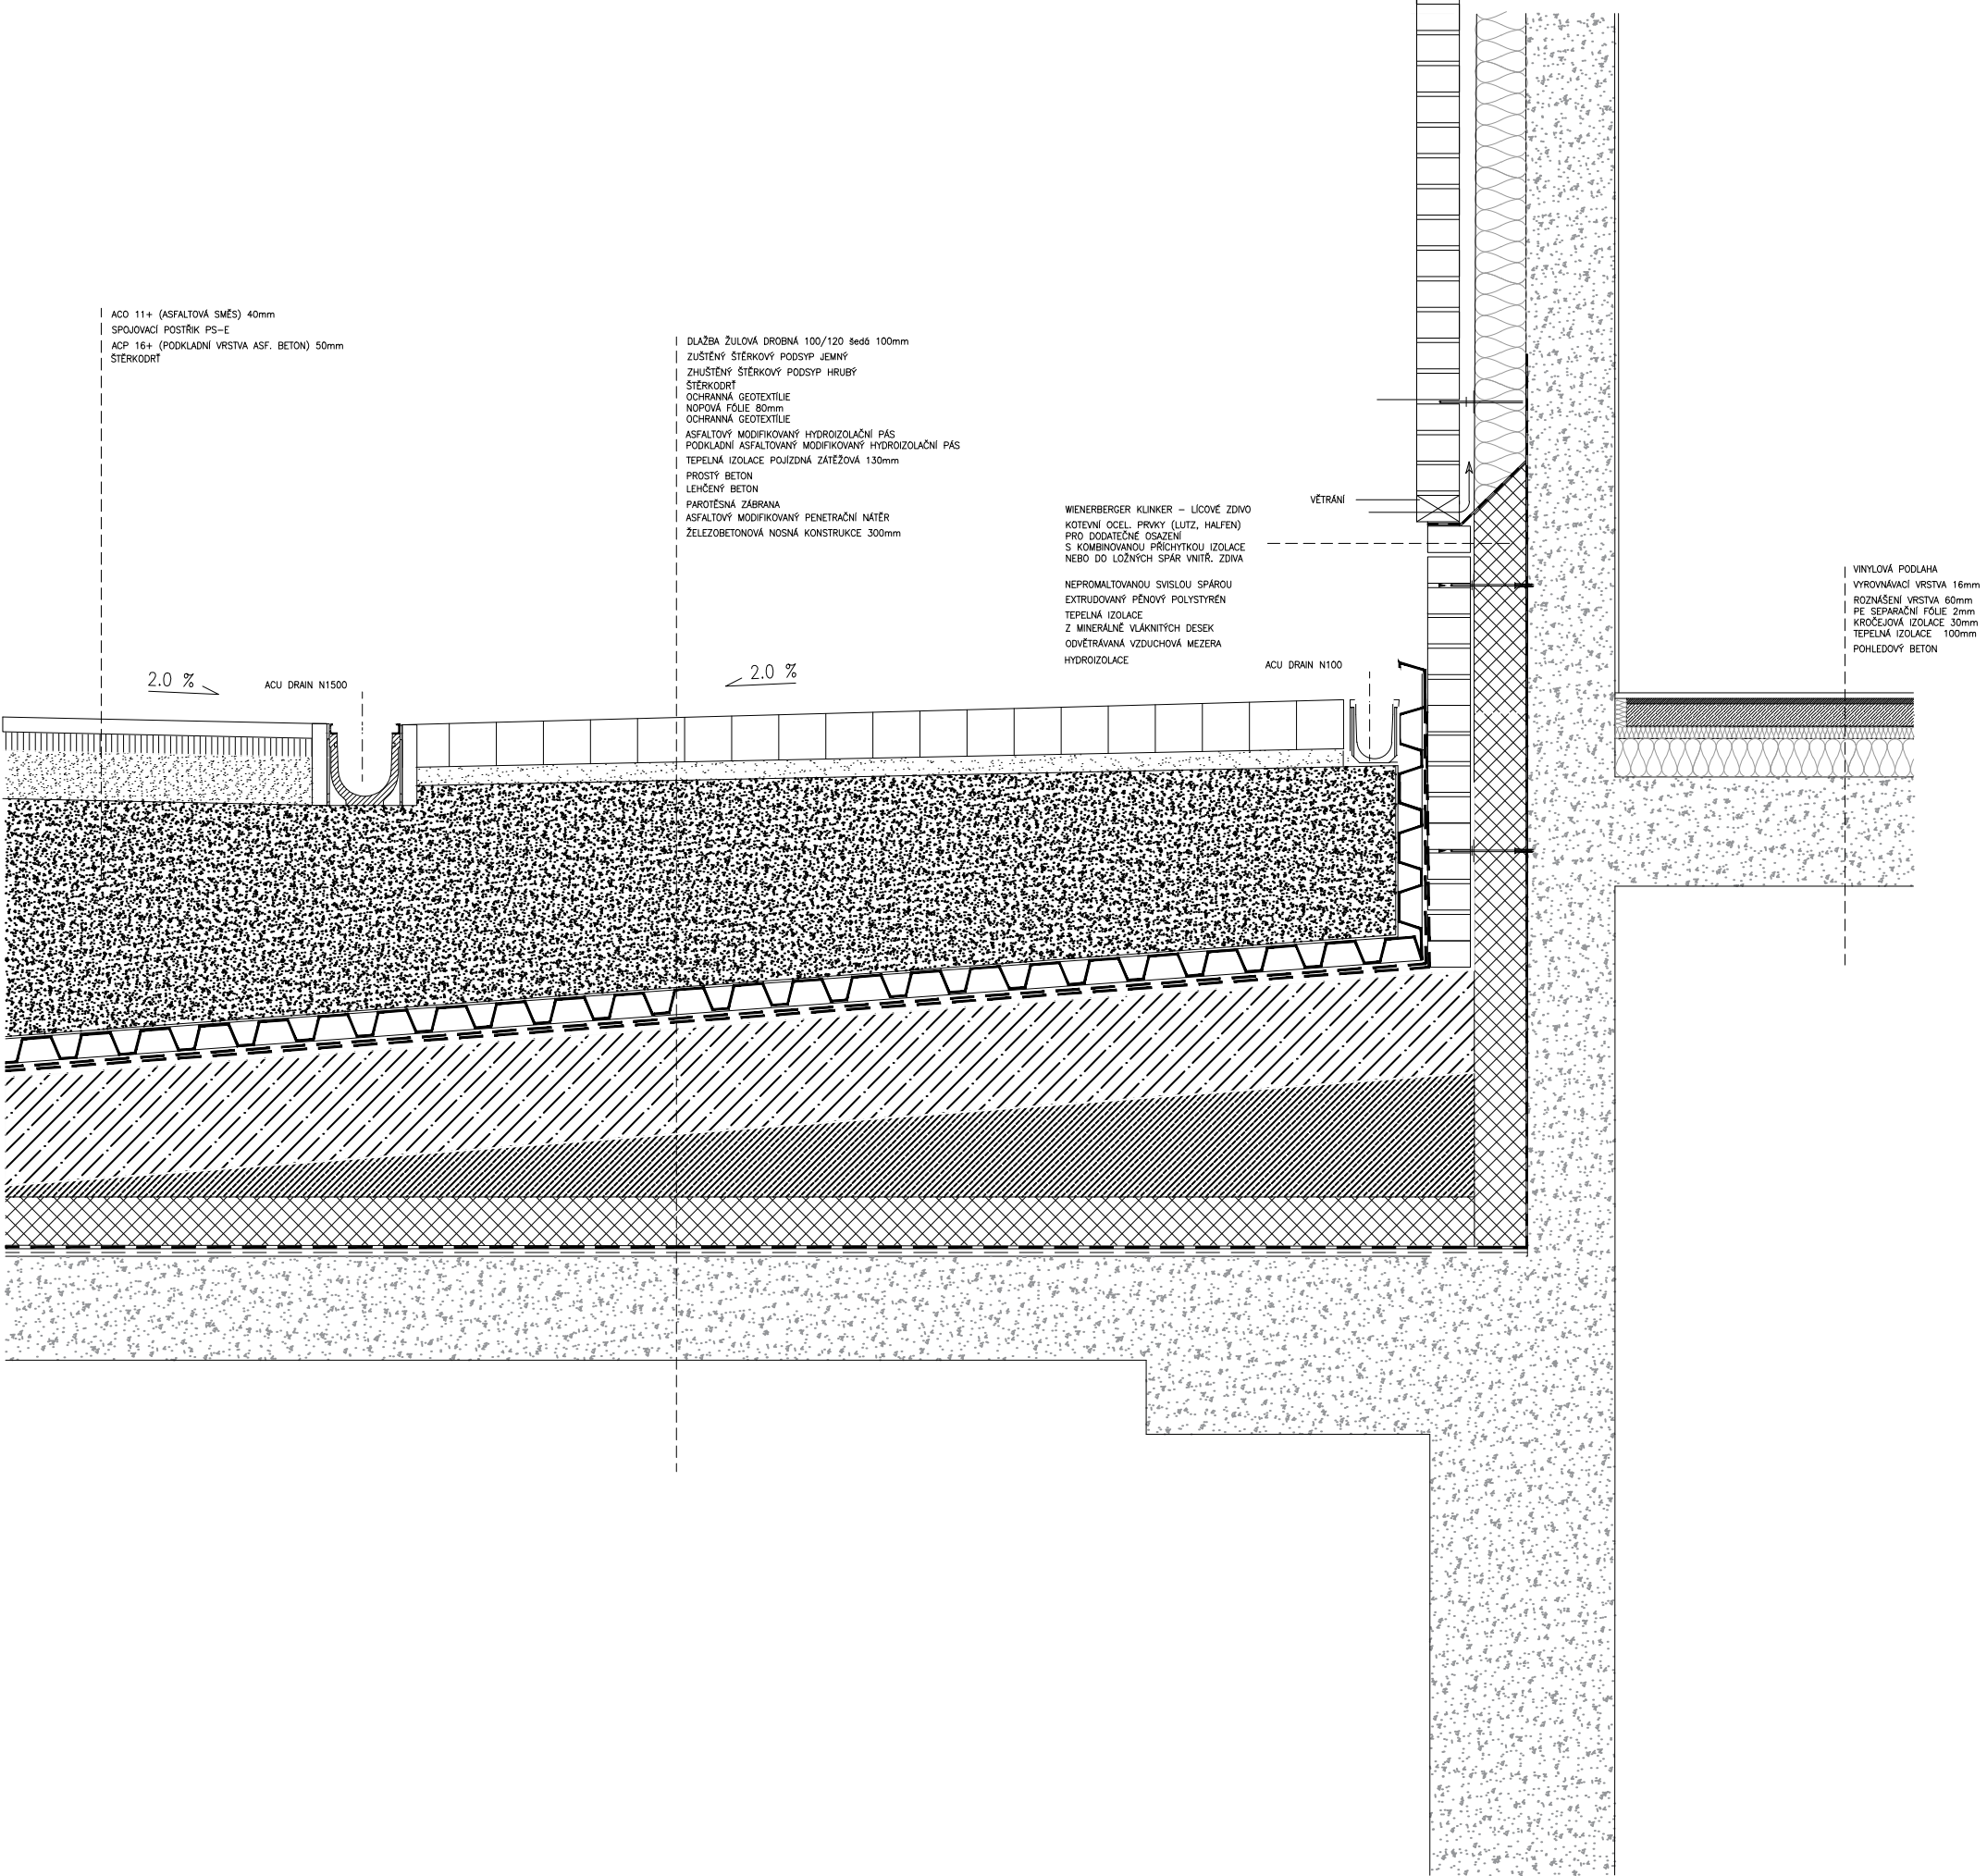 ACO 11+ (ASFALTOVÁ SMĚS) 40mm
SPOJOVACÍ POSTŘIK PS-E
ACP 16+ (PODKLADNÍ VRSTVA ASF. BETON) 50mm
ŠTĚRKODRŤ
DLAŽBA ŽULOVÁ DROBNÁ 100/120 šedá 100mm
ZUŠTĚNÝ ŠTĚRKOVÝ PODSYP JEMNÝ
ZHUŠTĚNÝ ŠTĚRKOVÝ PODSYP HRUBÝ
ŠTĚRKODRŤ
OCHRANNÁ GEOTEXTÍLIE
NOPOVÁ FÓLIE 80mm
OCHRANNÁ GEOTEXTÍLIE
ASFALTOVÝ MODIFIKOVANÝ HYDROIZOLAČNÍ PÁS
PODKLADNÍ ASFALTOVANÝ MODIFIKOVANÝ HYDROIZOLAČNÍ PÁS
TEPELNÁ IZOLACE POJÍZDNÁ ZÁTĚŽOVÁ 130mm
PROSTÝ BETON
LEHČENÝ BETON
PAROTĚSNÁ ZÁBRANA
ASFALTOVÝ MODIFIKOVANÝ PENETRAČNÍ NÁTĚR
ŽELEZOBETONOVÁ NOSNÁ KONSTRUKCE 300mm
VĚTRÁNÍ
WIENERBERGER KLINKER – LÍCOVÉ ZDIVO
KOTEVNÍ OCEL. PRVKY (LUTZ, HALFEN)
PRO DODATEČNÉ OSAZENÍ
S KOMBINOVANOU PŘÍCHYTKOU IZOLACE
NEBO DO LOŽNÝCH SPÁR VNITŘ. ZDIVA
NEPROMALTOVANOU SVISLOU SPÁROU
EXTRUDOVANÝ PĚNOVÝ POLYSTYRÉN
TEPELNÁ IZOLACE
Z MINERÁLNĚ VLÁKNITÝCH DESEK
ODVĚTRÁVANÁ VZDUCHOVÁ MEZERA
HYDROIZOLACE
VINYLOVÁ PODLAHA
VYROVNÁVACÍ VRSTVA 16mm
ROZNÁŠENÍ VRSTVA 60mm
PE SEPARAČNÍ FÓLIE 2mm
KROČEJOVÁ IZOLACE 30mm
TEPELNÁ IZOLACE 100mm
POHLEDOVÝ BETON
2.0 %
ACU DRAIN N1500
2.0 %
ACU DRAIN N100